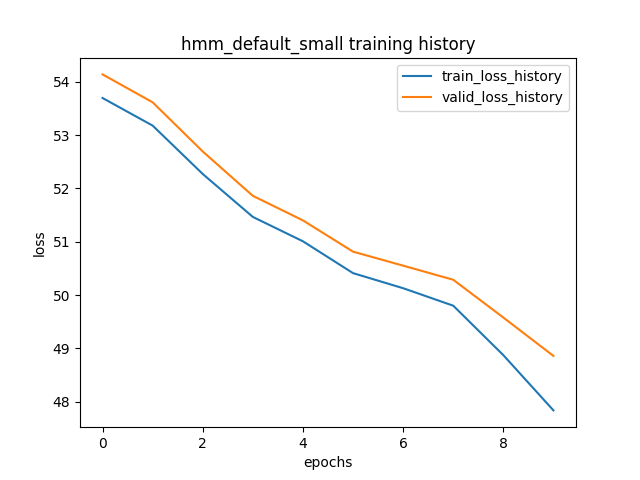 hmm_default_small training history
train_loss_history
valid_loss_history
54
53
52
51
50
49
48
loss
0 2 4 6 8
epochs